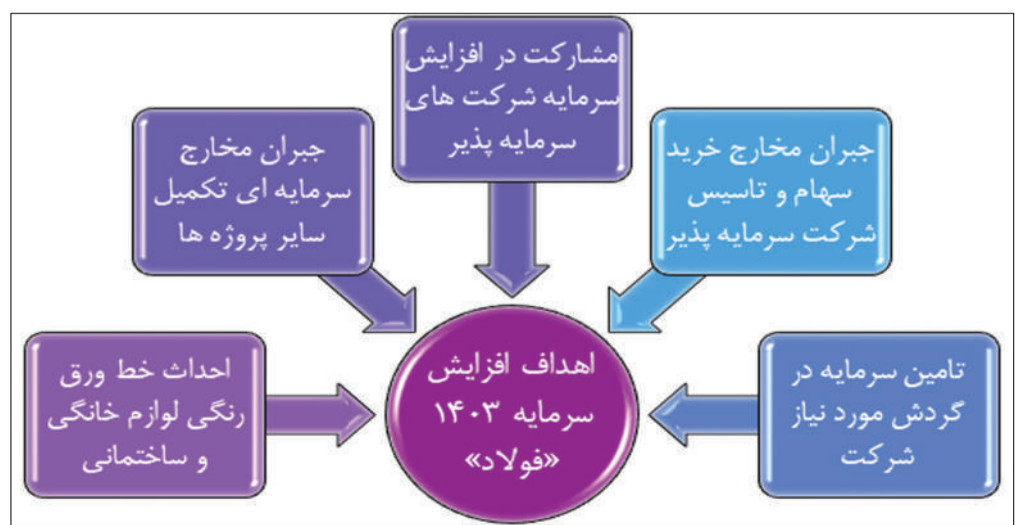 مشارکت در افزایش
سرمایه شرکت های
سرمایه پذیر
جبران مخارج خرید
سهام و تاسیس
شرکت سرمایه پذیر
جبران مخارج
سرمایه ای تکمیل
سایر پروژه ها
تامین سرمایه در
گردش مورد نیاز
شرکت
اهداف افزایش
سرمایه ۱۴۰۳
«فولاد»
احداث خط ورق
رنگی لوازم خانگی
و ساختمانی